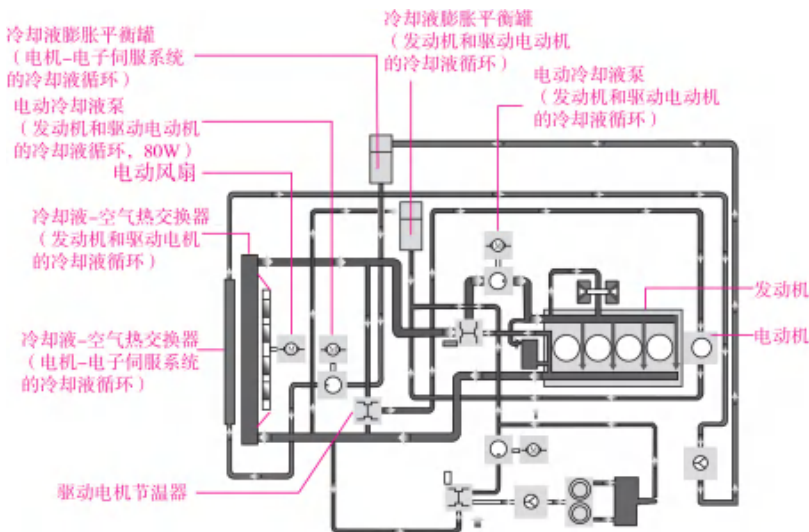 冷却液膨胀平衡罐
（电机-电子伺服系统
的冷却液循环）
电动冷却液泵
（发动机和驱动电动机
的冷却液循环，80W）
电动风扇
冷却液-空气热交换器
（发动机和驱动电机
的冷却液循环）
冷却液-空气热交换器
（电机-电子伺服系统
的冷却液循环）
驱动电机节温器
冷却液膨胀平衡罐
（发动机和驱动电动机
的冷却液循环）
电动冷却液泵
（发动机和驱动电动机
的冷却液循环）
发动机
电动机